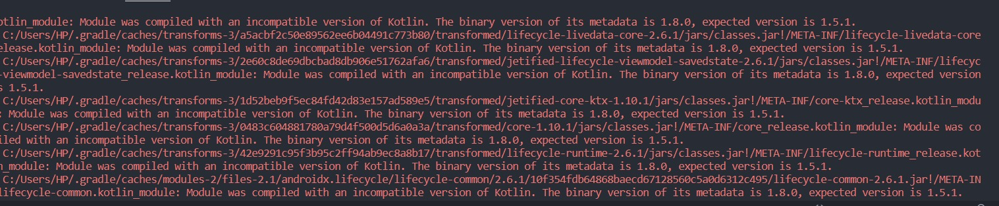 otlin_module: Module was compiled with an incompatible version of Kotlin. The binary version of its metadata is 1.8.0, expected version is 1.5.1.
C:/Users/HP/.gradle/caches/transforms-3/a5acbf2c50e89562ee6b04491c773b80/transformed/lifecycle-livedata-core-2.6.1/jars/classes.jar!/META-INF/lifecycle-livedata-core
elease.kotlin_module: Module was compiled with an incompatible version of Kotlin. The binary version of its metadata is 1.8.0, expected version is 1.5.1.
C:/Users/HP/.gradle/caches/transforms-3/2e60c8de69dbcbad8db906e51762afa6/transformed/jetified-lifecycle-viewmodel-savedstate-2.6.1/jars/classes.jar!/META-INF/lifecyc
-viewmodel-savedstate_release.kotlin_module: Module was compiled with an incompatible version of Kotlin. The binary version of its metadata is 1.8.0, expected version
s 1.5.1.
C:/Users/HP/.gradle/caches/transforms-3/1d52beb9f5ec84fd42d83e157ad589e5/transformed/jetified-core-ktx-1.10.1/jars/classes.jar!/META-INF/core-ktx_release.kotlin_modu
: Module was compiled with an incompatible version of Kotlin. The binary version of its metadata is 1.8.0, expected version is 1.5.1.
C:/Users/HP/.gradle/caches/transforms-3/0483c604881780a79d4f500d5d6a0a3a/transformed/core-1.10.1/jars/classes.jar!/META-INF/core_release.kotlin_module: Module was co
iled with an incompatible version of Kotlin. The binary version of its metadata is 1.8.0, expected version is 1.5.1.
C:/Users/HP/.gradle/caches/transforms-3/42e9291c95f3b95c2ff94ab9ec8a8b17/transformed/lifecycle-runtime-2.6.1/jars/classes.jar!/META-INF/lifecycle-runtime_release.kot
n_module: Module was compiled with an incompatible version of Kotlin. The binary version of its metadata is 1.8.0, expected version is 1.5.1.
C:/Users/HP/.gradle/caches/modules-2/files-2.1/androidx.lifecycle/lifecycle-common/2.6.1/10f354fdb64868baecd67128560c5a0d6312c495/lifecycle-common-2.6.1.jar!/META-IN
lifecycle-common.kotlin_module: Module was compiled with an incompatible version of Kotlin. The binary version of its metadata is 1.8.0, expected version is 1.5.1.